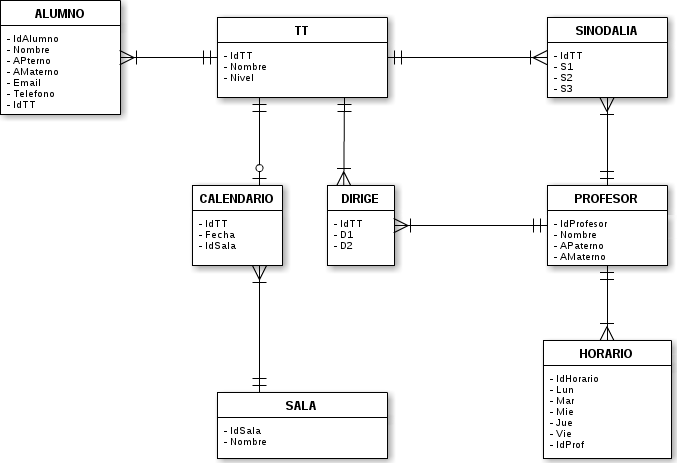 ALUMNO
- IdAlumno
- Nombre
- APterno
- AMaterno
- Email
- Telefono
- IdTT
TT
- IdTT
- Nombre
- Nivel
SINODALIA
- IdTT
- S1
- S2
- S3
CALENDARIO
- IdTT
- Fecha
- IdSala
DIRIGE
- IdTT
- D1
- D2
PROFESOR
- IdProfesor
- Nombre
- APaterno
- AMaterno
SALA
- IdSala
- Nombre
HORARIO
- IdHorario
- Lun
- Mar
- Mie
- Jue
- Vie
- IdProf